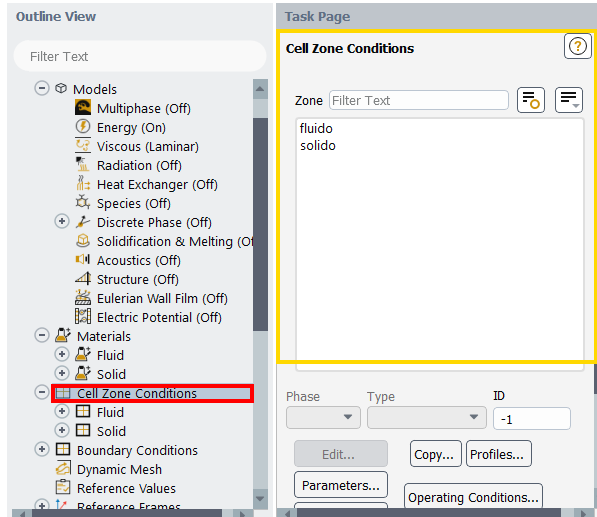 Outline View
Filter Text
Models
Multiphase (Off)
Energy (On)
Viscous (Laminar)
Radiation (Off)
Heat Exchanger (Off)
Species (Off)
Discrete Phase (Off)
Solidification & Melting (Of
Acoustics (Off)
Structure (Off)
Eulerian Wall Film (Off)
Electric Potential (Off)
Materials
Fluid
Solid
Cell Zone Conditions
Fluid
Solid
Boundary Conditions
Dynamic Mesh
Reference Values
Reference Frames
Task Page
Cell Zone Conditions
?
Zone Filter Text
fluido
solido
Phase Type ID
-1
Edit... Copy... Profiles...
Parameters... Operating Conditions...